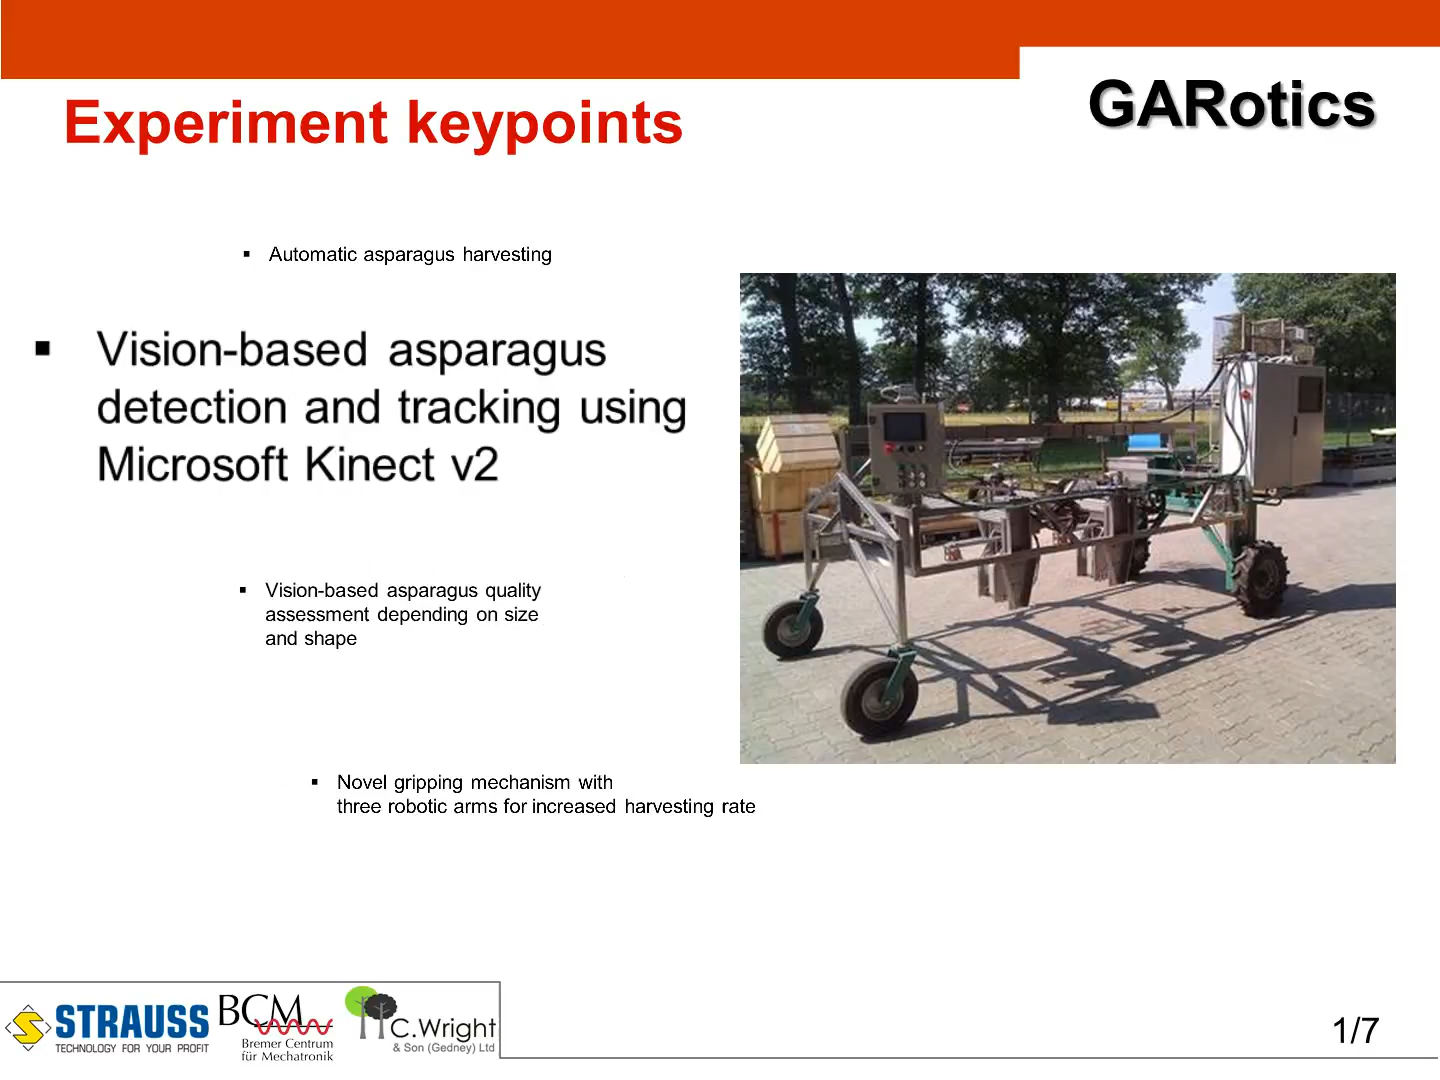 GARotics
Experiment keypoints
▪ Automatic asparagus harvesting
▪ Vision-based asparagus
detection and tracking using
Microsoft Kinect v2
▪ Vision-based asparagus quality
assessment depending on size
and shape
▪ Novel gripping mechanism with
three robotic arms for increased harvesting rate
S STRAUSS
TECHNOLOGY FOR YOUR PROFIT
BCM
Bremer Centrum
für Mechatronik
C.Wright
& Son (Gedney) Ltd
1/7